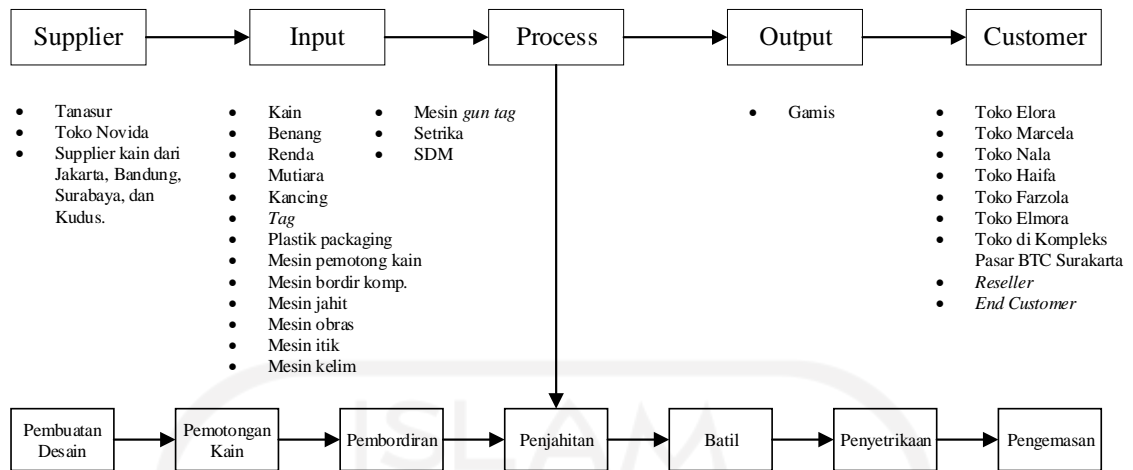 Supplier
Input
Process
Output
Customer
• Tanasur
• Toko Novida
• Supplier kain dari
Jakarta, Bandung,
Surabaya, dan
Kudus.
• Kain
• Benang
• Renda
• Mutiara
• Kancing
• Tag
• Plastik packaging
• Mesin pemotong kain
• Mesin bordir komp.
• Mesin jahit
• Mesin obras
• Mesin itik
• Mesin kelim
• Mesin gun tag
• Setrika
• SDM
• Gamis
• Toko Elora
• Toko Marcela
• Toko Nala
• Toko Haifa
• Toko Farzola
• Toko Elmora
• Toko di Kompleks
Pasar BTC Surakarta
• Reseller
• End Customer
Pembuatan
Desain
Pemotongan
Kain
Pembordiran
Penjahitan
Batil
Penyetrikaan
Pengemasan
ISLAM